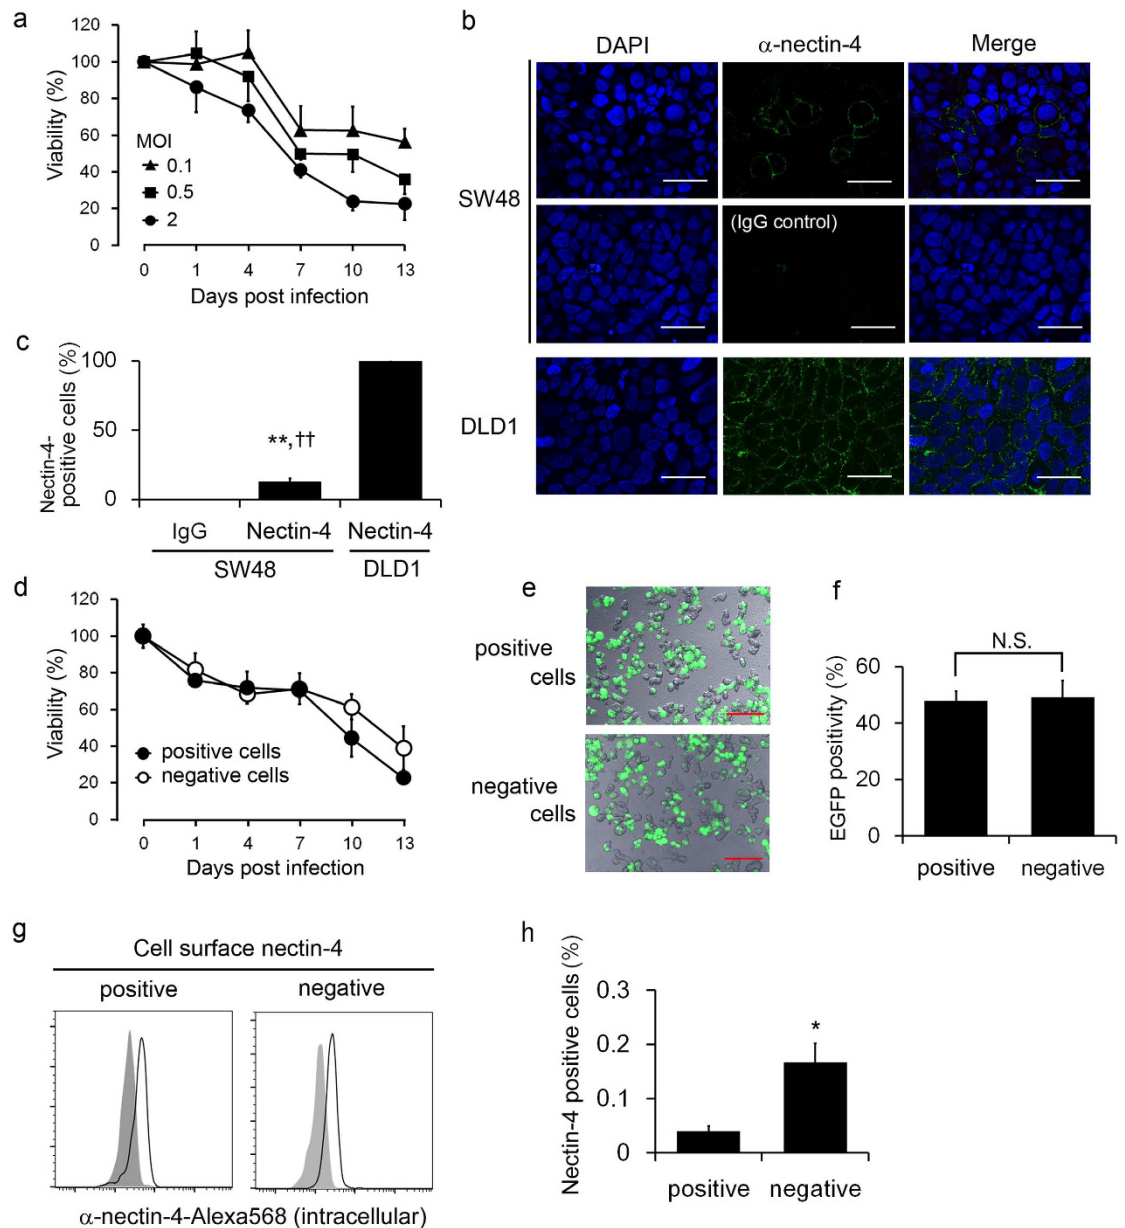 a
120
100
80
60
40
20
0
Viability (%)
MOI
0.1
0.5
2
0 1 4 7 10 13
Days post infection
b
DAPI α-nectin-4 Merge
SW48
(IgG control)
DLD1
c
Nectin-4-
positive cells (%)
100
50
0
**,††
IgG Nectin-4 Nectin-4
SW48 DLD1
d
120
100
80
60
40
20
0
Viability (%)
positive cells
negative cells
0 1 4 7 10 13
Days post infection
e
positive
cells
negative
cells
f
N.S.
60
40
20
0
EGFP positivity (%)
positive negative
g
Cell surface nectin-4
positive negative
α-nectin-4-Alexa568 (intracellular)
h
Nectin-4 positive cells (%)
0.3
0.2
0.1
0
*
positive negative